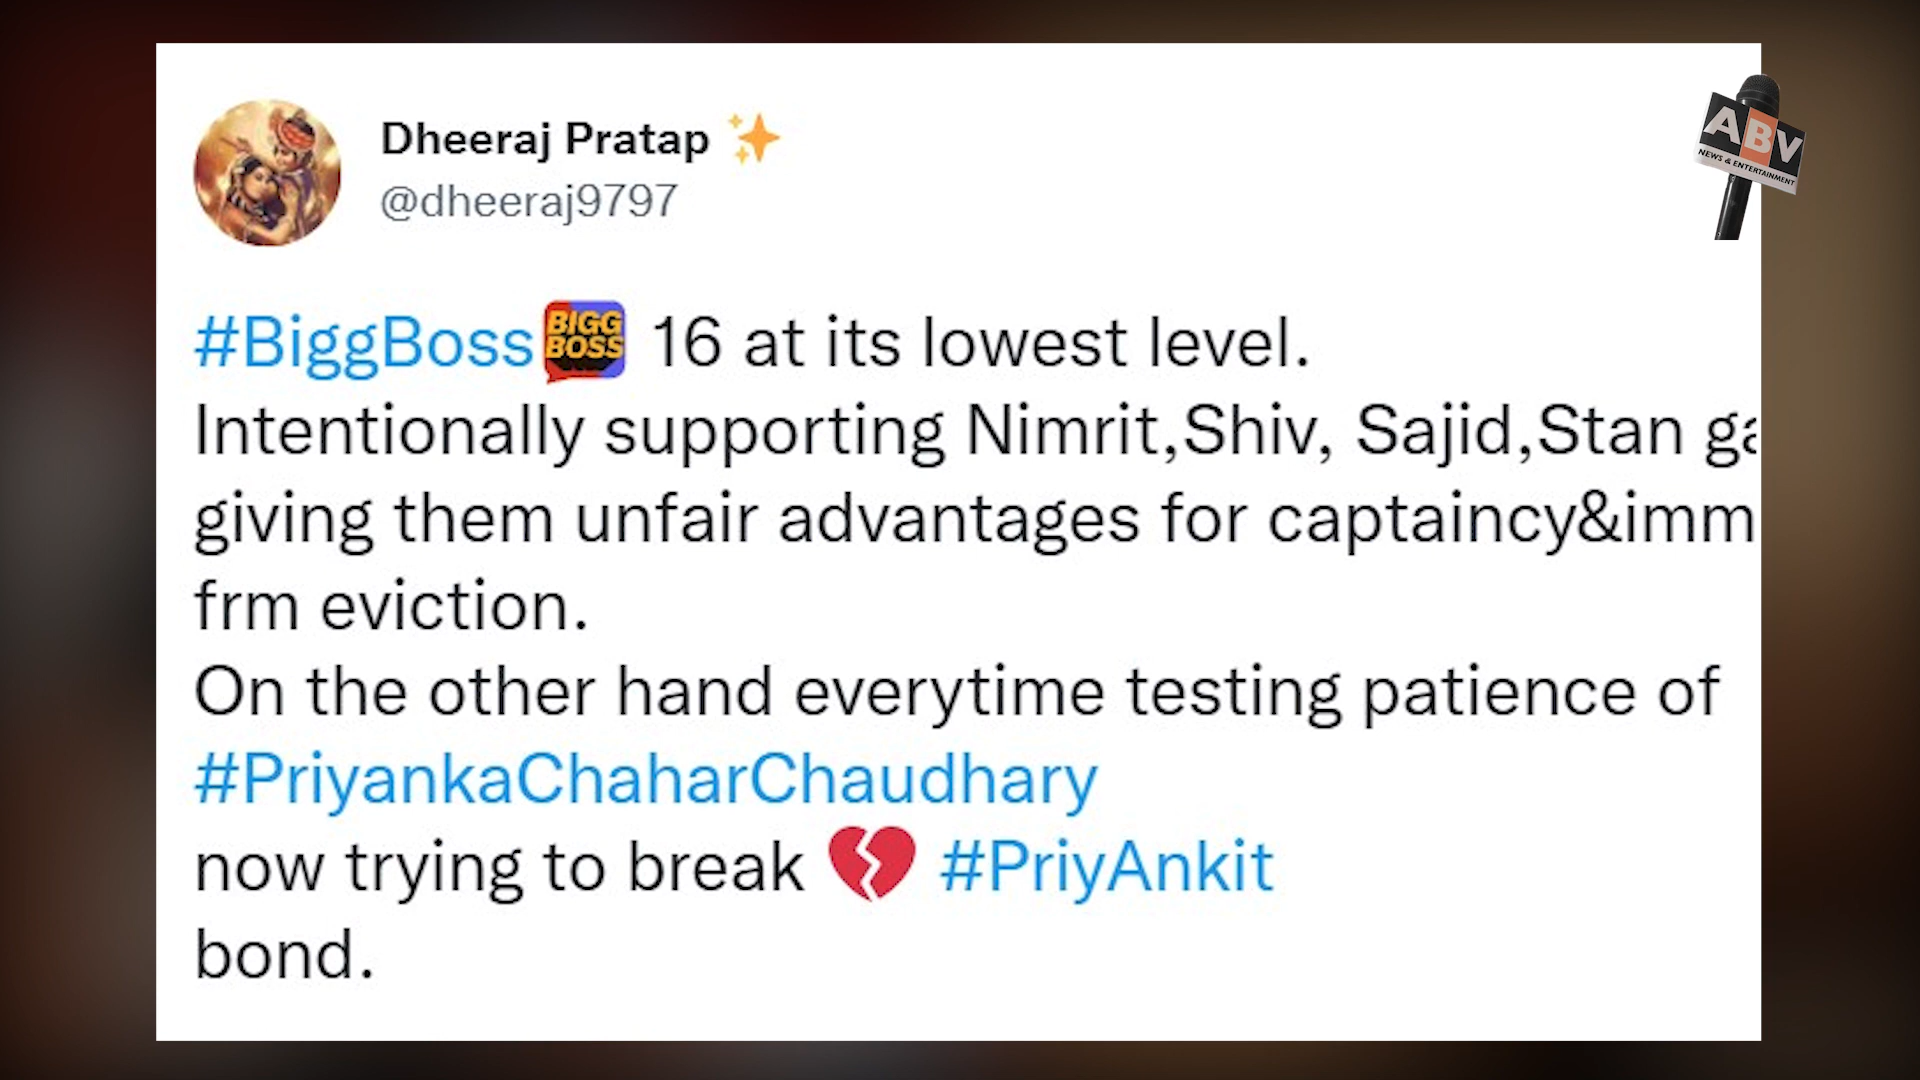 Dheeraj Pratap ✨
@dheeraj9797
ABV
NEWS & ENTERTAINMENT
#BiggBoss BIGG BOSS 16 at its lowest level.
Intentionally supporting Nimrit,Shiv, Sajid,Stan
giving them unfair advantages for captaincy&imm
frm eviction.
On the other hand everytime testing patience of
#PriyankaChaharChaudhary
now trying to break 💔 #PriyAnkit
bond.